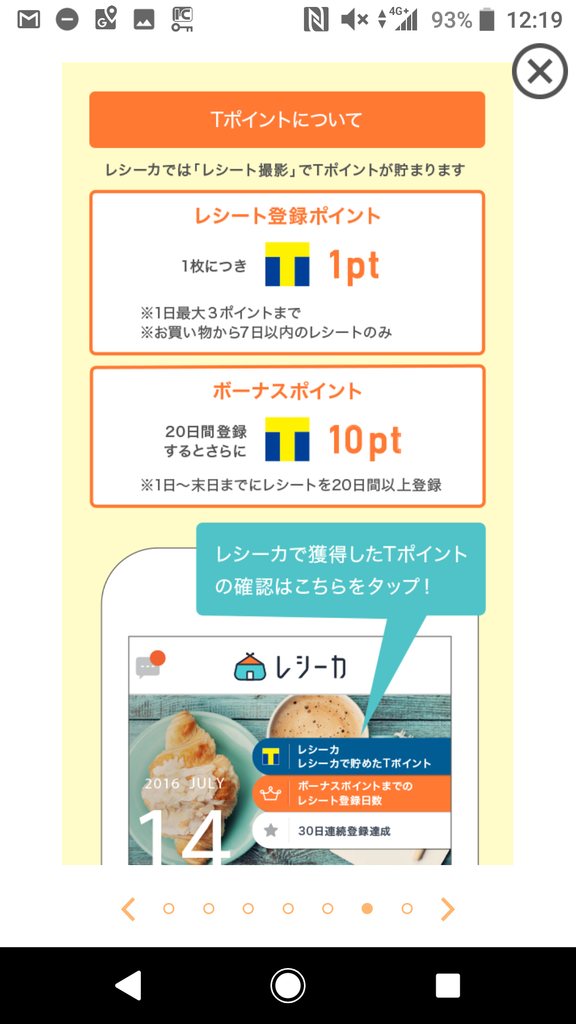 4G+
93%
12:19
Tポイントについて
レシーカでは「レシート撮影」でTポイントが貯まります
レシート登録ポイント
1枚につき
T
1pt
※1日最大3ポイントまで
※お買い物から7日以内のレシートのみ
ボーナスポイント
20日間登録
するとさらに
T
10pt
※1日〜末日までにレシートを20日間以上登録
レシーカで獲得したTポイント
の確認はこちらをタップ!
レシーカ
T
レシーカ
レシーカで貯めたTポイント
ボーナスポイントまでの
レシート登録日数
30日連続登録達成
2016 JULY
14